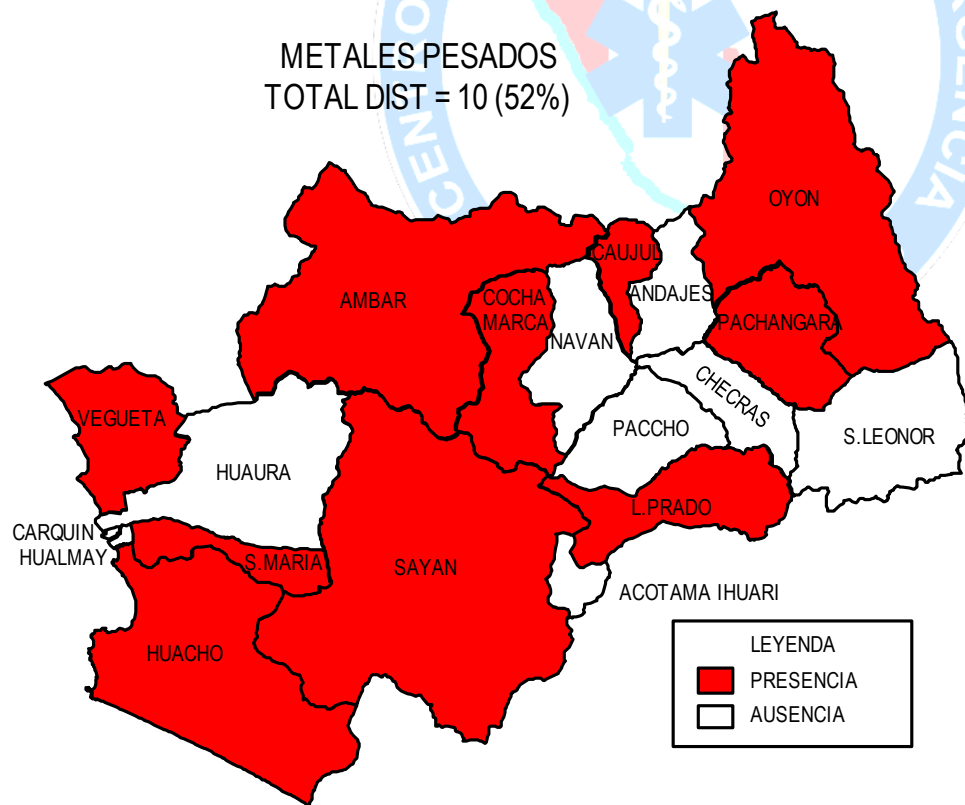 METALES PESADOS
TOTAL DIST = 10 (52%)
OYON
CAUJUL
ANDAJES
AMBAR
COCHA
MARCA
NAVAN
PACHANGARA
CHECRAS
VEGUETA
PACCHO
S.LEONOR
HUAURA
L.PRADO
CARQUIN
HUALMAY
S.MARIA
SAYAN
ACOTAMA IHUARI
HUACHO
LEYENDA
PRESENCIA
AUSENCIA